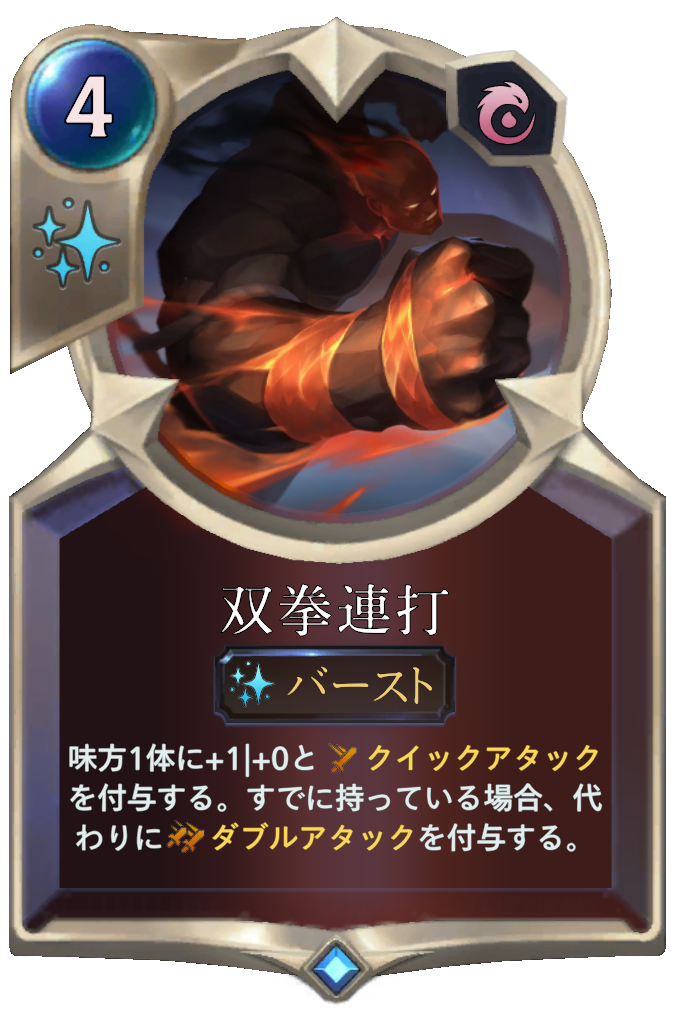 4
双拳連打
バースト
味方1体に+1|+0と クイックアタック
を付与する。すでに持っている場合、代
わりに ダブルアタックを付与する。